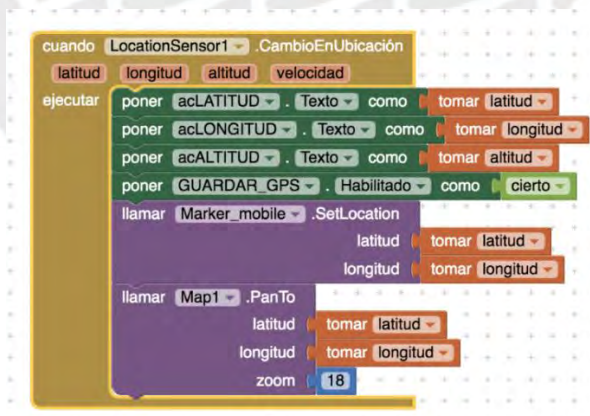 cuando LocationSensor1 .CambioEnUbicación
latitud longitud altitud velocidad
ejecutar poner acLATITUD . Texto como tomar latitud
poner acLONGITUD . Texto como tomar longitud
poner acALTITUD . Texto como tomar altitud
poner GUARDAR_GPS . Habilitado como cierto
llamar Marker_mobile .SetLocation
latitud tomar latitud
longitud tomar longitud
llamar Map1 .PanTo
latitud tomar latitud
longitud tomar longitud
zoom 18